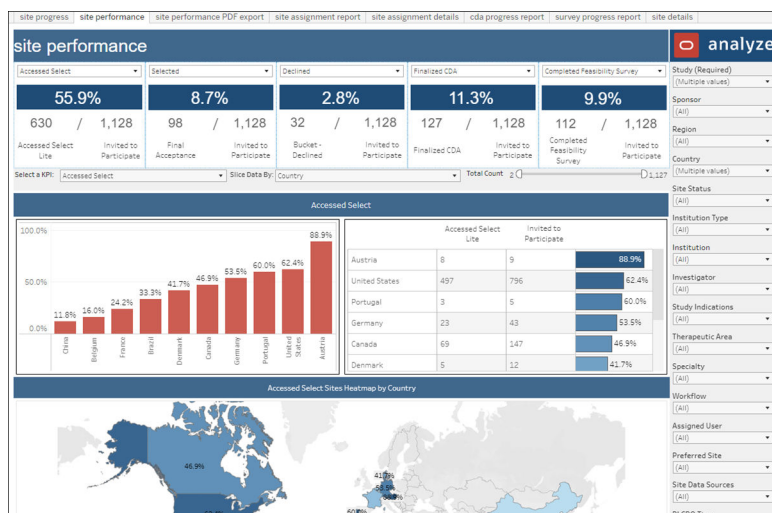 site progress
site performance
site performance PDF export
site assignment report
site assignment details
cda progress report
survey progress report
site details
site performance
analyze
Accessed Select
Selected
Declined
Finalized CDA
Completed Feasibility Survey
55.9%
8.7%
2.8%
11.3%
9.9%
630 / 1,128
98 / 1,128
32 / 1,128
127 / 1,128
112 / 1,128
Accessed Select Lite
Invited to Participate
Final Acceptance
Invited to Participate
Bucket - Declined
Invited to Participate
Finalized CDA
Invited to Participate
Completed Feasibility Survey
Invited to Participate
Select a KPI: Accessed Select
Slice Data By: Country
Total Count 2 1,127
Accessed Select
100.0%
50.0%
0.0%
11.8%
16.0%
24.2%
33.3%
41.7%
46.9%
53.5%
60.0%
62.4%
88.9%
China
Belgium
France
Brazil
Denmark
Canada
Germany
Portugal
United States
Austria
Accessed Select Lite
Invited to Participate
Austria 8 9 88.9%
United States 497 796 62.4%
Portugal 3 5 60.0%
Germany 23 43 53.5%
Canada 69 147 46.9%
Denmark 5 12 41.7%
Accessed Select Sites Heatmap by Country
46.9%
41.7%
53.5%
Study (Required)
(Multiple values)
Sponsor
(All)
Region
(All)
Country
(Multiple values)
Site Status
(All)
Institution Type
(All)
Institution
(All)
Investigator
(All)
Study Indications
(All)
Therapeutic Area
(All)
Specialty
(All)
Workflow
(All)
Assigned User
(All)
Preferred Site
(All)
Site Data Sources
(All)